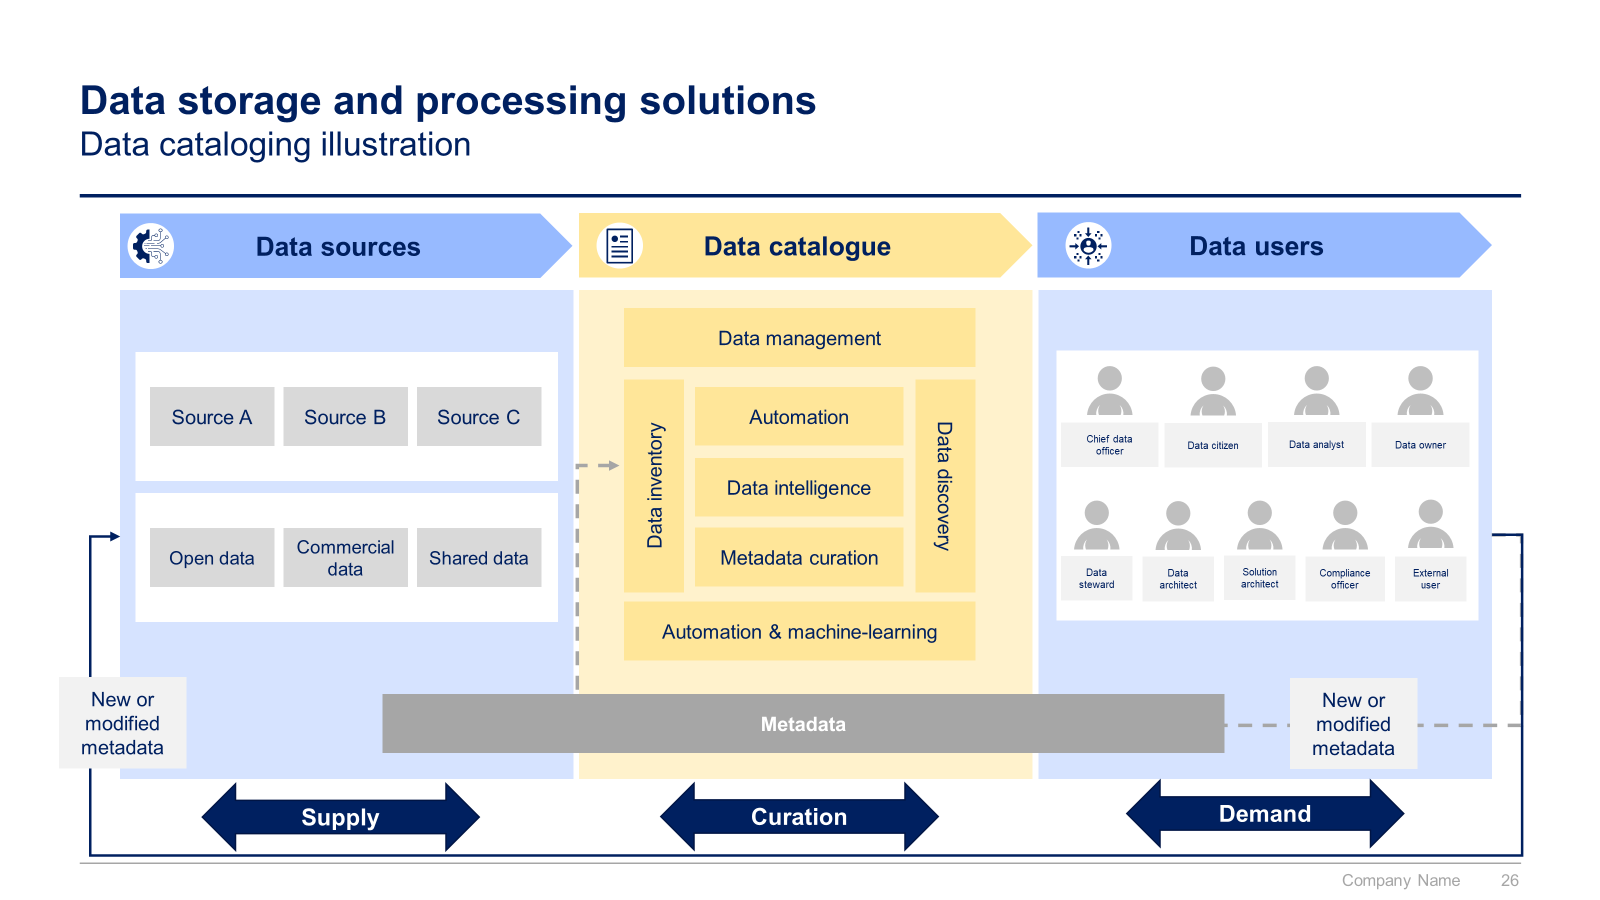 Data storage and processing solutions
Data cataloging illustration
Data sources
Data catalogue
Data users
Source A
Source B
Source C
Open data
Commercial
data
Shared data
Data management
Data inventory
Automation
Data intelligence
Metadata curation
Data discovery
Automation & machine-learning
Chief data
officer
Data citizen
Data analyst
Data owner
Data
steward
Data
architect
Solution
architect
Compliance
officer
External
user
New or
modified
metadata
Metadata
New or
modified
metadata
Supply
Curation
Demand
Company Name
26